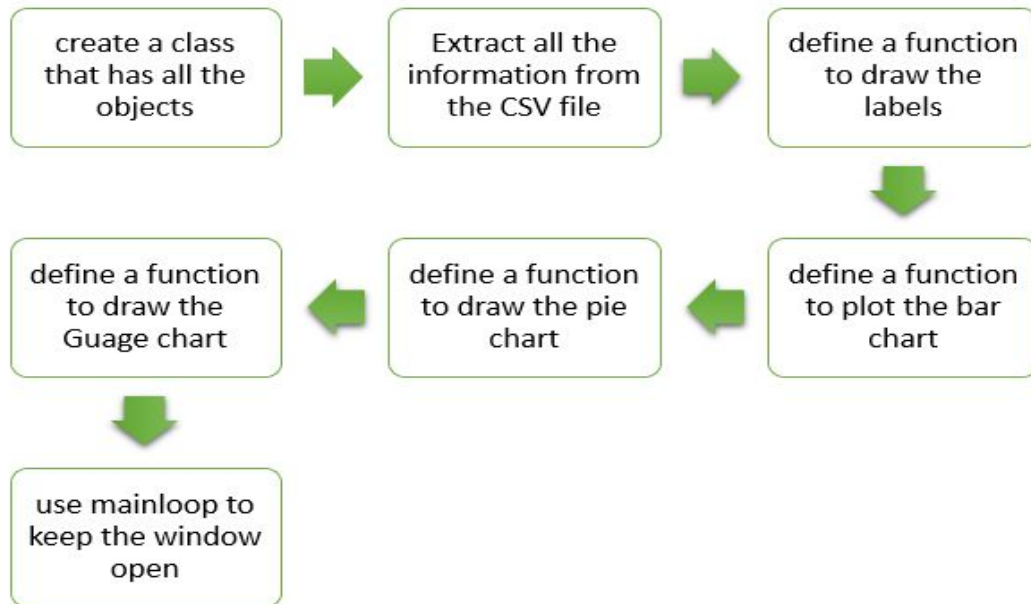 create a class
that has all the
objects
Extract all the
information from
the CSV file
define a function
to draw the
labels
define a function
to plot the bar
chart
define a function
to draw the pie
chart
define a function
to draw the
Guage chart
use mainloop to
keep the window
open